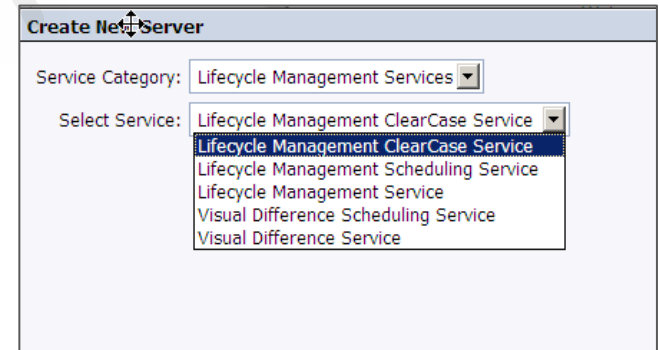 Create New Server
Service Category: Lifecycle Management Services
Select Service: Lifecycle Management ClearCase Service
Lifecycle Management ClearCase Service
Lifecycle Management Scheduling Service
Lifecycle Management Service
Visual Difference Scheduling Service
Visual Difference Service